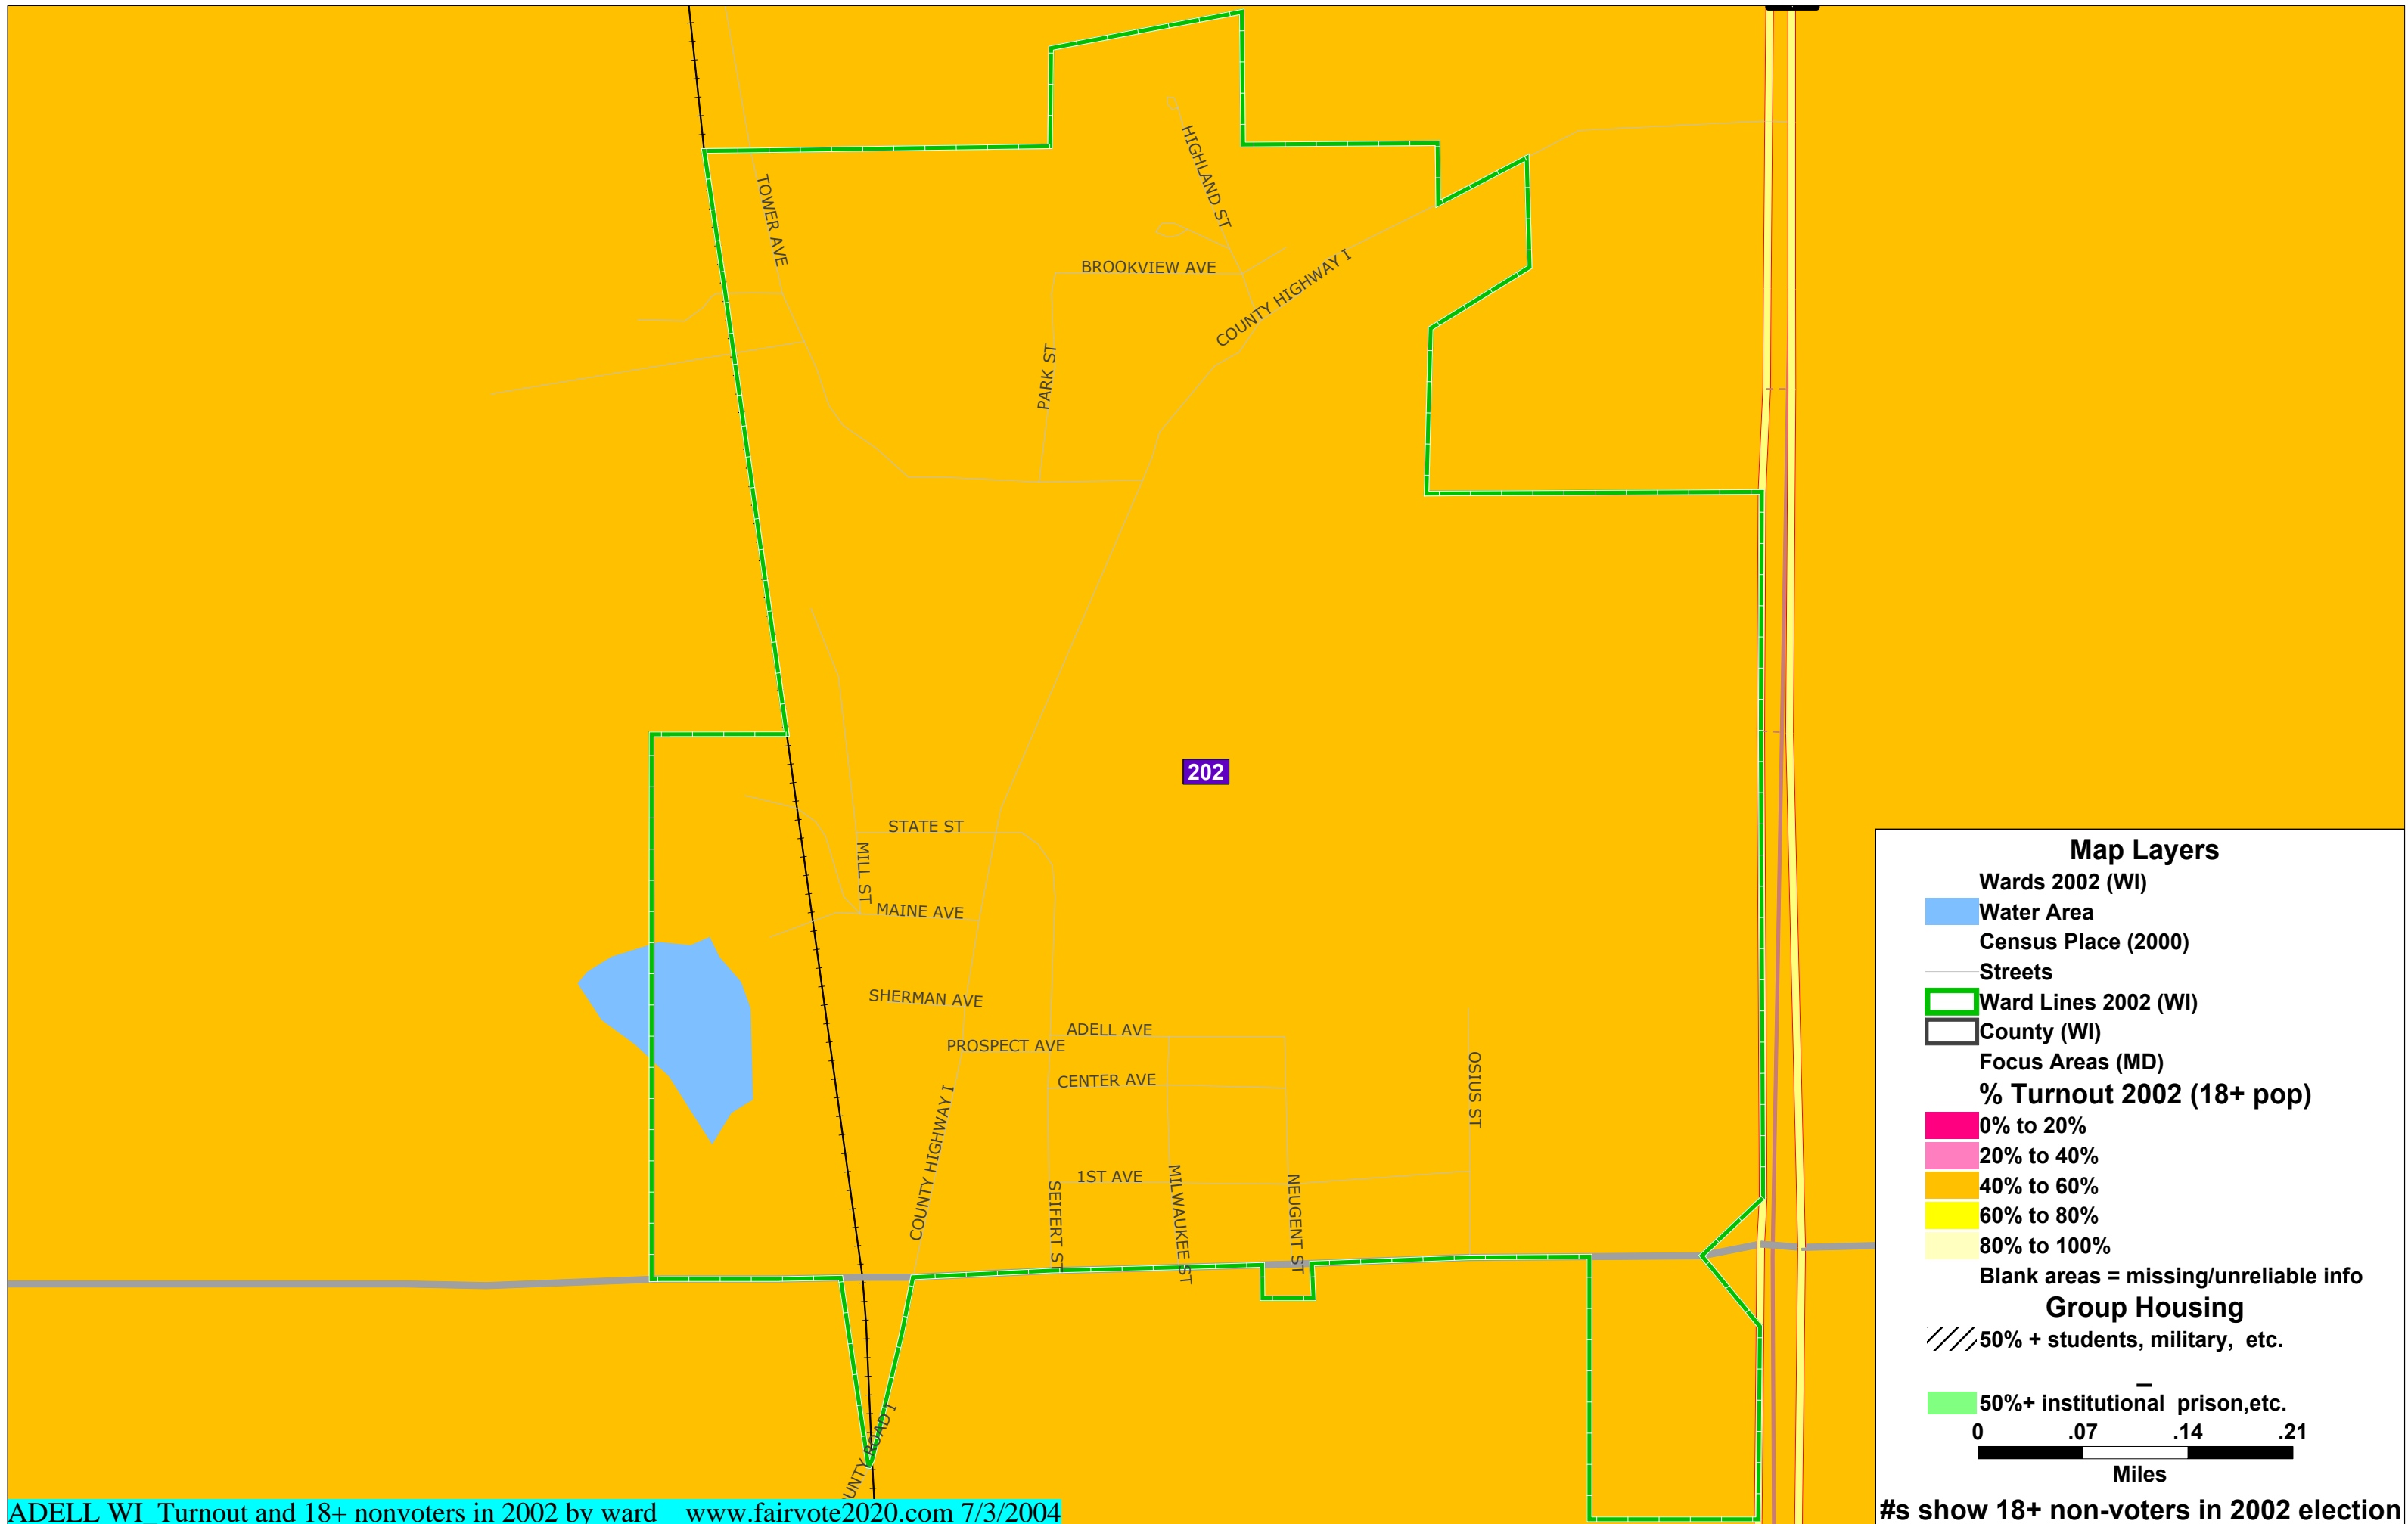 HIGHLAND ST
TOWER AVE
BROOKVIEW AVE
COUNTY HIGHWAY I
PARK ST
202
STATE ST
MILL ST
MAINE AVE
SHERMAN AVE
ADELL AVE
PROSPECT AVE
CENTER AVE
OSIUS ST
COUNTY HIGHWAY I
1ST AVE
SEIFERT ST
MILWAUKEE ST
NEUGENT ST
UNTY ROAD I
Map Layers
Wards 2002 (WI)
Water Area
Census Place (2000)
Streets
Ward Lines 2002 (WI)
County (WI)
Focus Areas (MD)
% Turnout 2002 (18+ pop)
0% to 20%
20% to 40%
40% to 60%
60% to 80%
80% to 100%
Blank areas = missing/unreliable info
Group Housing
50% + students, military, etc.
50%+ institutional prison,etc.
0 .07 .14 .21
Miles
#s show 18+ non-voters in 2002 election
ADELL WI Turnout and 18+ nonvoters in 2002 by ward www.fairvote2020.com 7/3/2004